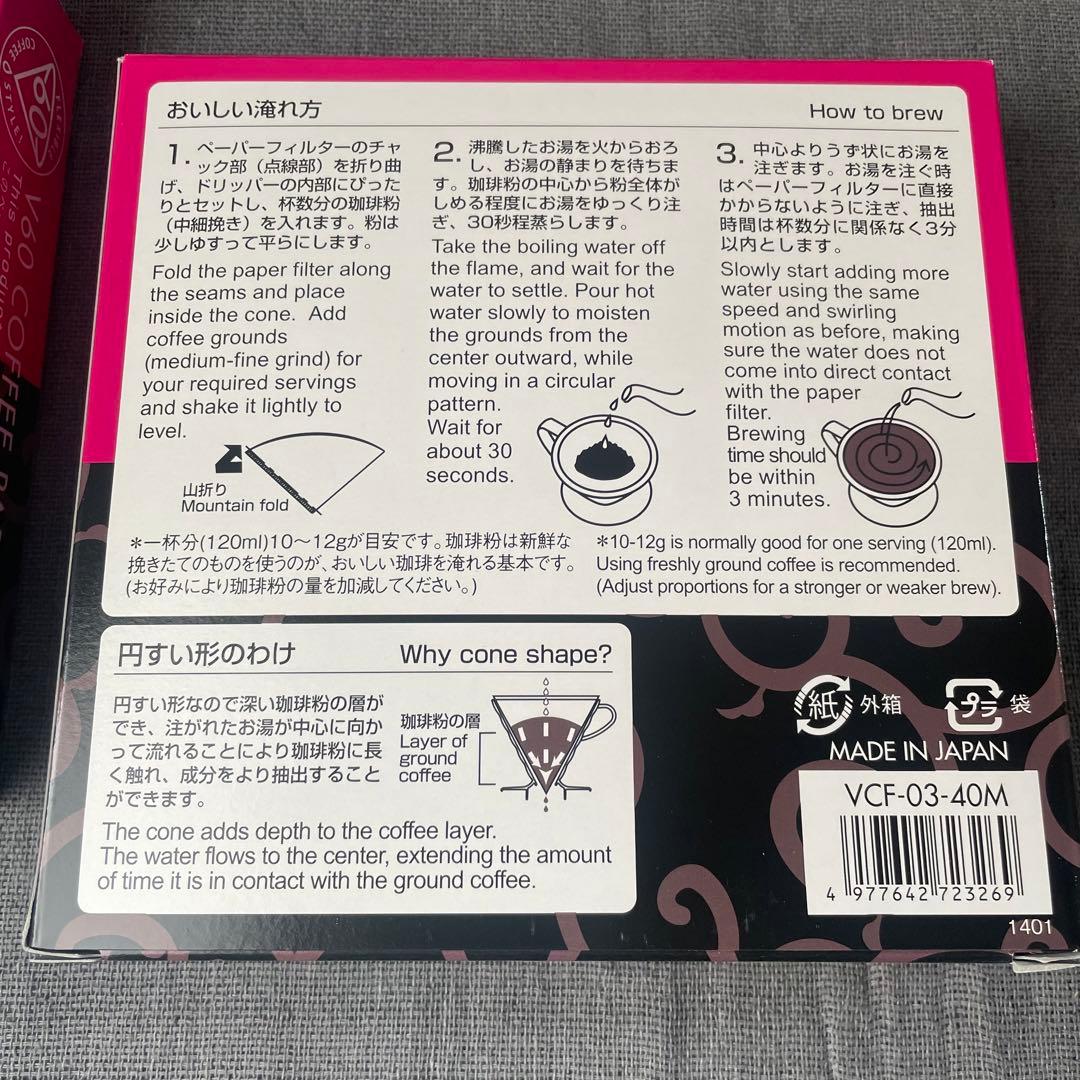 おいしい淹れ方
How to brew
1. ペーパーフィルターのチャ
ック部（点線部）を折り曲
げ、ドリッパーの内部にぴった
りとセットし、杯数分の珈琲粉
（中細挽き）を入れます。粉は
少しゆすって平らにします。
Fold the paper filter along
the seams and place
inside the cone. Add
coffee grounds
(medium-fine grind) for
your required servings
and shake it lightly to
level.
山折り
Mountain fold
2. 沸騰したお湯を火からおろ
し、お湯の静まりを待ちま
す。珈琲粉の中心から粉全体が
しめる程度にお湯をゆっくり注
ぎ、30秒程蒸らします。
Take the boiling water off
the flame, and wait for the
water to settle. Pour hot
water slowly to moisten
the grounds from the
center outward, while
moving in a circular
pattern.
Wait for
about 30
seconds.
3. 中心よりうず状にお湯を
注ぎます。お湯を注ぐ時
はペーパーフィルターに直接
かからないように注ぎ、抽出
時間は杯数分に関係なく3分
以内とします。
Slowly start adding more
water using the same
speed and swirling
motion as before, making
sure the water does not
come into direct contact
with the paper
filter.
Brewing
time should
be within
3 minutes.
＊一杯分(120ml)10〜12gが目安です。珈琲粉は新鮮な
挽きたてのものを使うのが、おいしい珈琲を淹れる基本です。
(お好みにより珈琲粉の量を加減してください。)
＊10-12g is normally good for one serving (120ml).
Using freshly ground coffee is recommended.
(Adjust proportions for a stronger or weaker brew).
円すい形のわけ
Why cone shape?
円すい形なので深い珈琲粉の層が
でき、注がれたお湯が中心に向か
って流れることにより珈琲粉に長
く触れ、成分をより抽出すること
ができます。
珈琲粉の層
Layer of
ground
coffee
The cone adds depth to the coffee layer.
The water flows to the center, extending the amount
of time it is in contact with the ground coffee.
紙 外箱
プラ 袋
MADE IN JAPAN
VCF-03-40M
4 977642 723269
1401
COFFEE
STYLE
60
V60 COFFEE PA
This produc